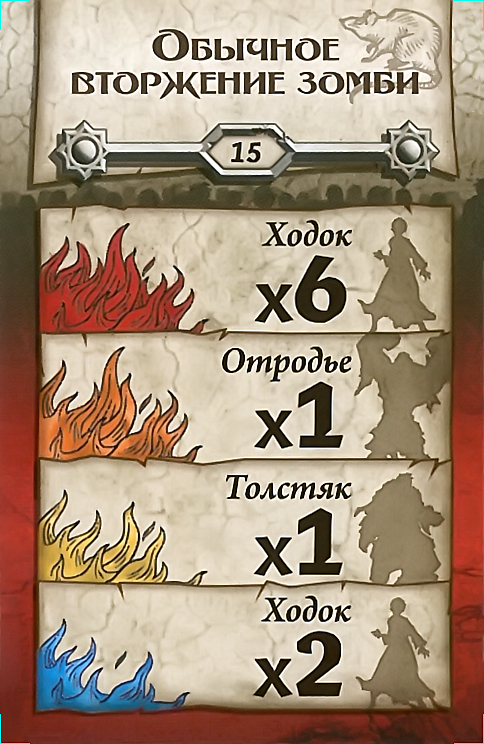 Обычное
вторжение зомби
15
Ходок
x6
Отродье
x1
Толстяк
x1
Ходок
x2